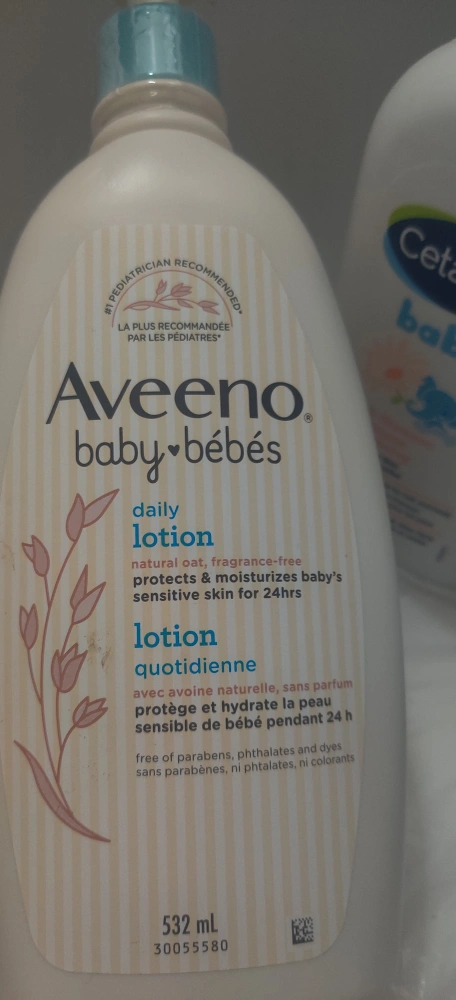 #1 PEDIATRICIAN RECOMMENDED*
LA PLUS RECOMMANDÉE
PAR LES PÉDIATRES*
Aveeno®
baby♥bébés
daily
lotion
natural oat, fragrance-free
protects & moisturizes baby's
sensitive skin for 24hrs
lotion
quotidienne
avec avoine naturelle, sans parfum
protège et hydrate la peau
sensible de bébé pendant 24 h
free of parabens, phthalates and dyes
sans parabènes, ni phtalates, ni colorants
532 mL
30055580
Ceta
bab